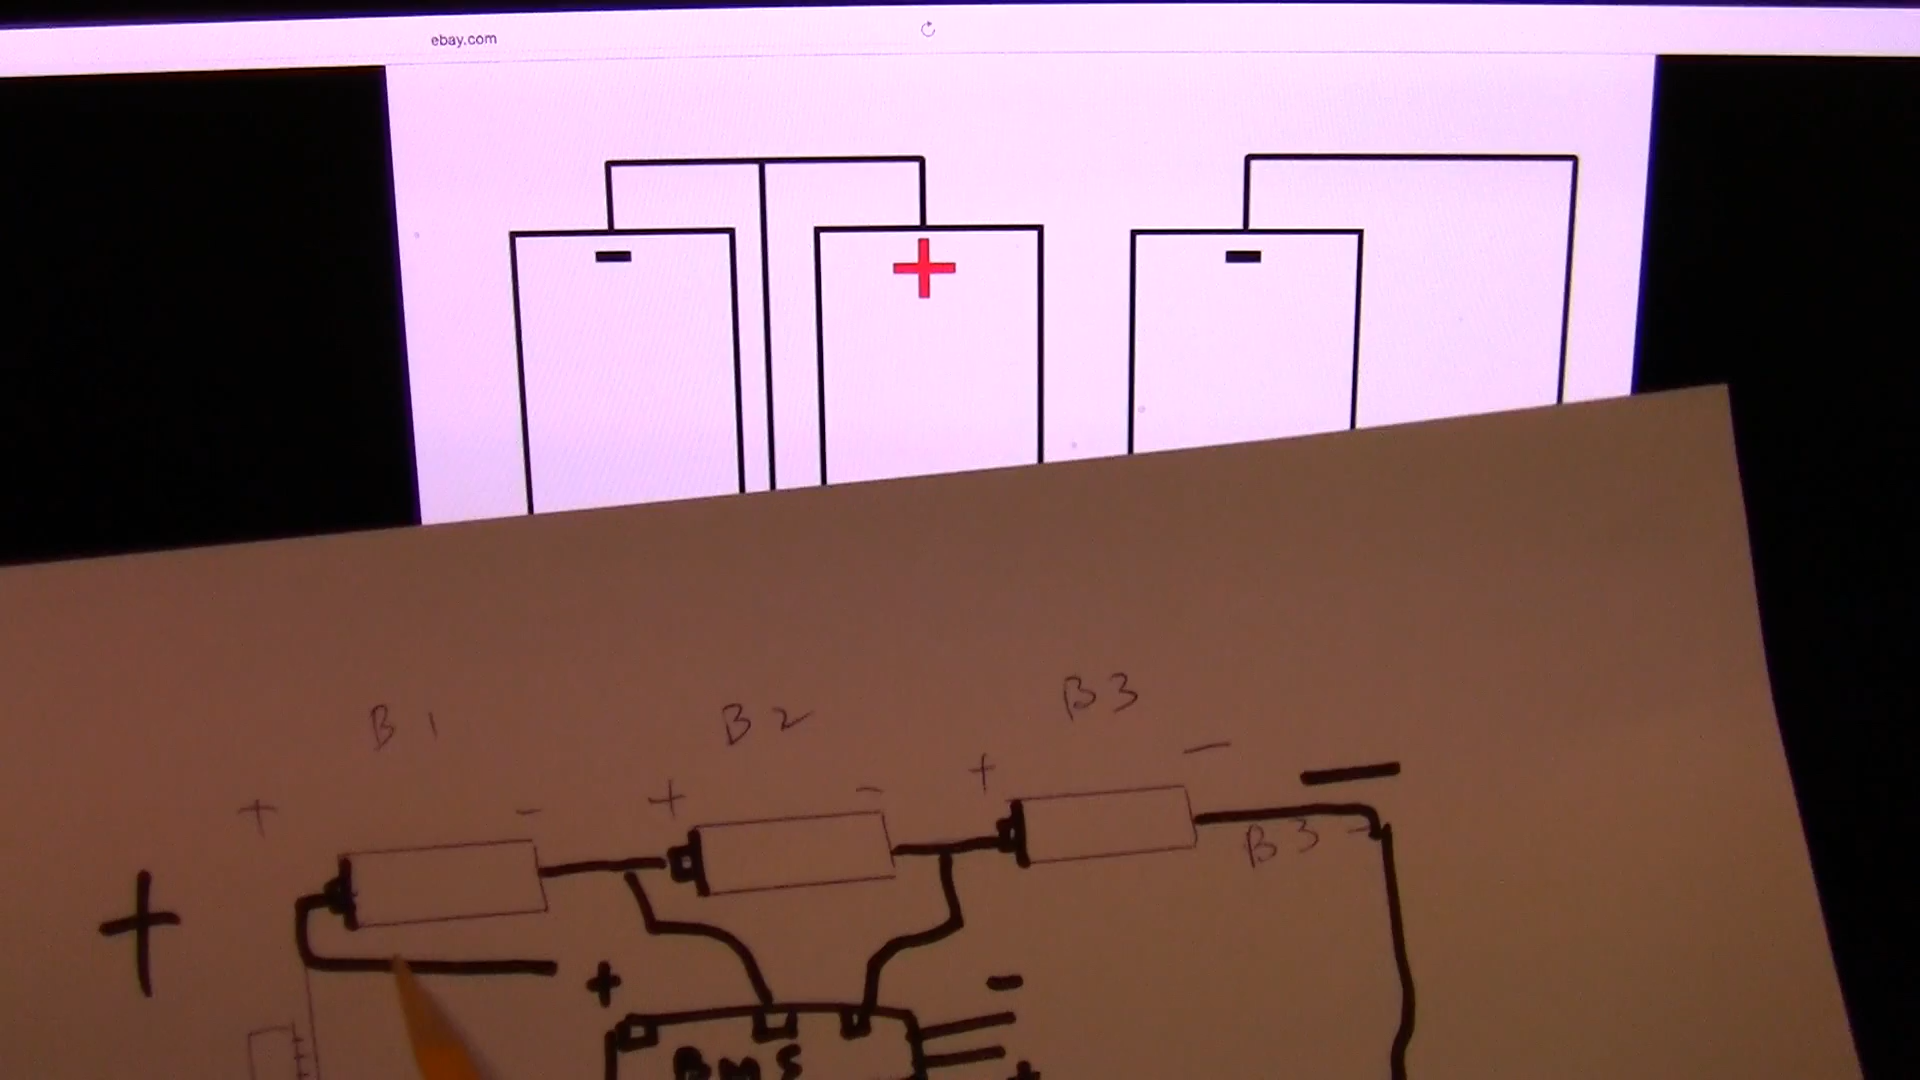 ebay.com
-
+
-
B1
B2
B3
+
-
+
-
+
-
-
B3 -
+
+
-
BMS
+